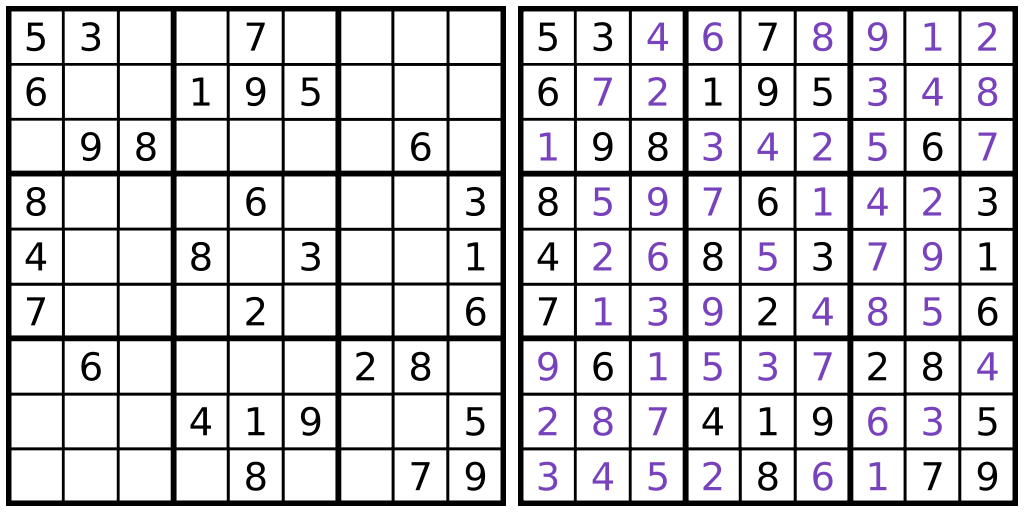 5 3 7
6 1 9 5
9 8 6
8 6 3
4 8 3 1
7 2 6
6 2 8
4 1 9 5
8 7 9
5 3 4 6 7 8 9 1 2
6 7 2 1 9 5 3 4 8
1 9 8 3 4 2 5 6 7
8 5 9 7 6 1 4 2 3
4 2 6 8 5 3 7 9 1
7 1 3 9 2 4 8 5 6
9 6 1 5 3 7 2 8 4
2 8 7 4 1 9 6 3 5
3 4 5 2 8 6 1 7 9